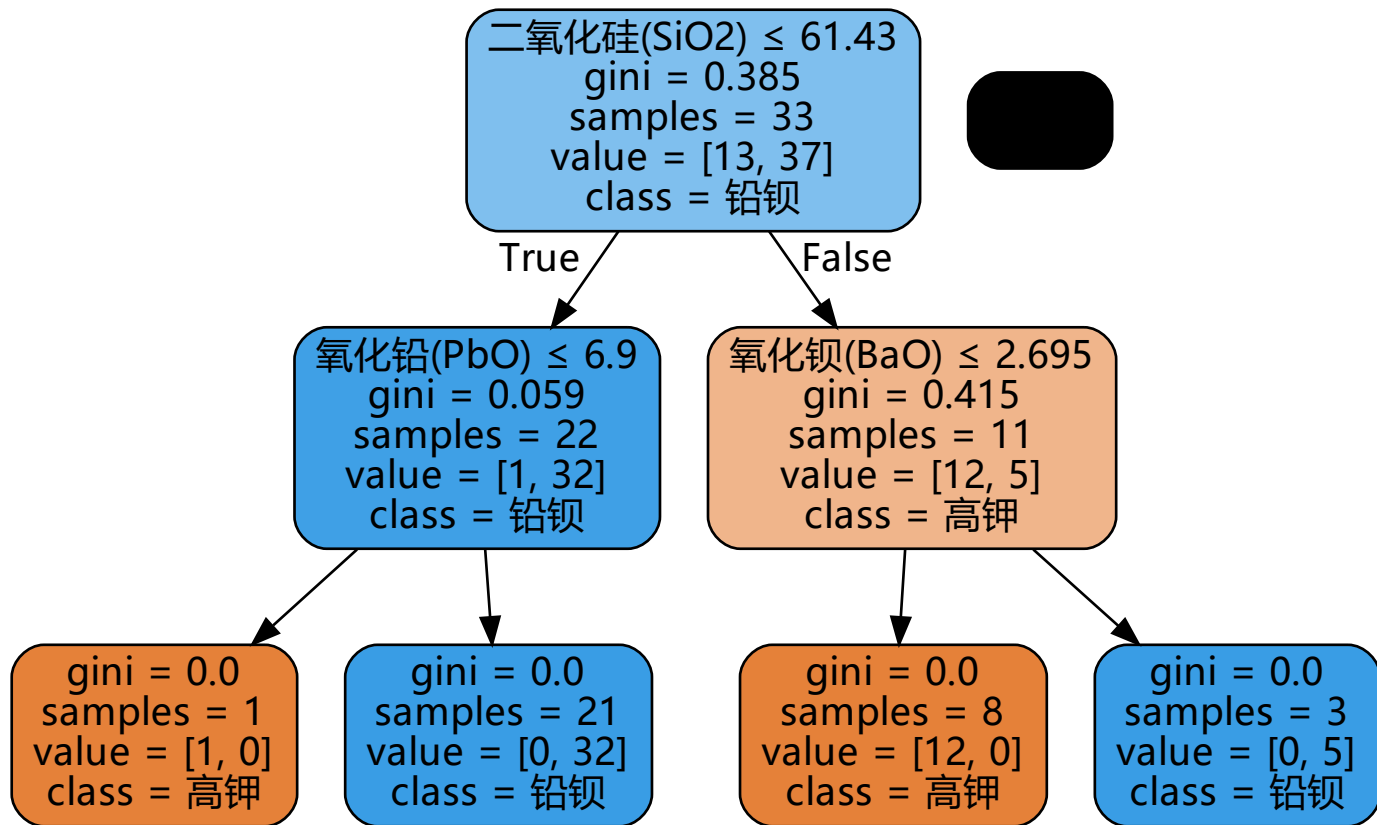 二氧化硅(SiO2) ≤ 61.43
gini = 0.385
samples = 33
value = [13, 37]
class = 铅钡
True
False
氧化铅(PbO) ≤ 6.9
gini = 0.059
samples = 22
value = [1, 32]
class = 铅钡
氧化钡(BaO) ≤ 2.695
gini = 0.415
samples = 11
value = [12, 5]
class = 高钾
gini = 0.0
samples = 1
value = [1, 0]
class = 高钾
gini = 0.0
samples = 21
value = [0, 32]
class = 铅钡
gini = 0.0
samples = 8
value = [12, 0]
class = 高钾
gini = 0.0
samples = 3
value = [0, 5]
class = 铅钡